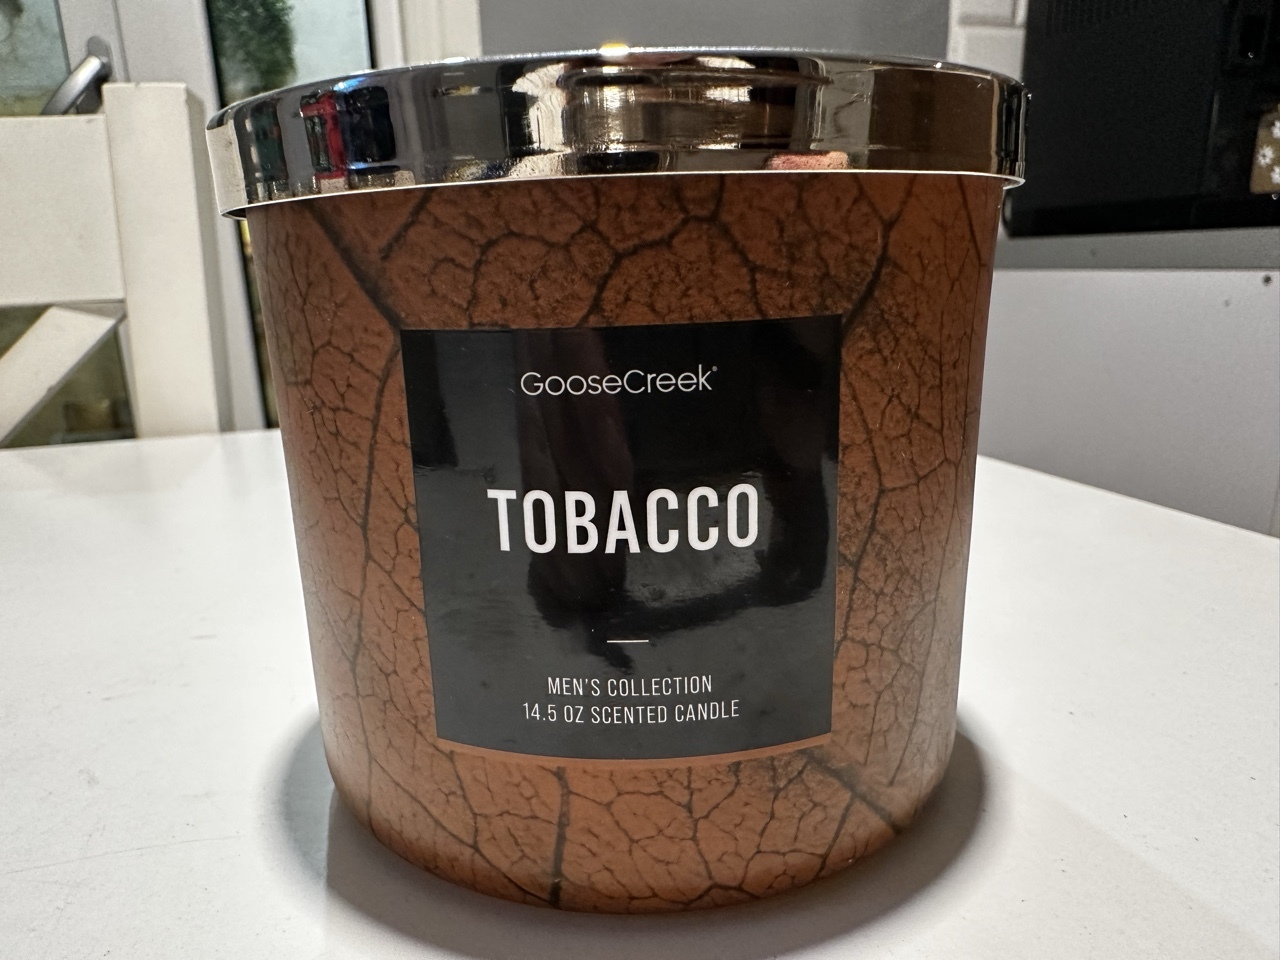 GooseCreek®
TOBACCO
MEN'S COLLECTION
14.5 OZ SCENTED CANDLE